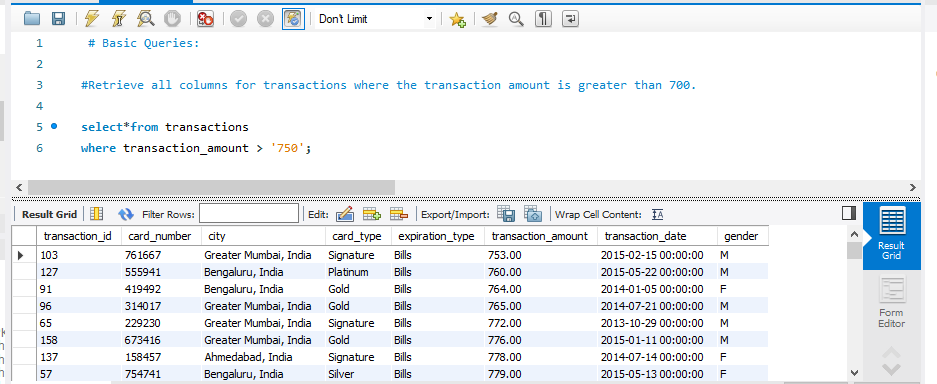 Don't Limit
1 # Basic Queries:
2
3 #Retrieve all columns for transactions where the transaction amount is greater than 700.
4
5 select*from transactions
6 where transaction_amount > '750';
Result Grid Filter Rows: Edit: Export/Import: Wrap Cell Content:
transaction_id card_number city card_type expiration_type transaction_amount transaction_date gender
103 761667 Greater Mumbai, India Signature Bills 753.00 2015-02-15 00:00:00 M
127 555941 Bengaluru, India Platinum Bills 760.00 2015-05-22 00:00:00 M
91 419492 Bengaluru, India Gold Bills 764.00 2014-01-05 00:00:00 F
96 314017 Greater Mumbai, India Gold Bills 765.00 2014-07-21 00:00:00 M
65 229230 Greater Mumbai, India Signature Bills 772.00 2013-10-29 00:00:00 M
158 673416 Greater Mumbai, India Gold Bills 776.00 2015-01-11 00:00:00 M
137 158457 Ahmedabad, India Signature Bills 778.00 2014-07-14 00:00:00 F
57 754741 Bengaluru, India Silver Bills 779.00 2015-05-13 00:00:00 F
Result
Grid
Form
Editor